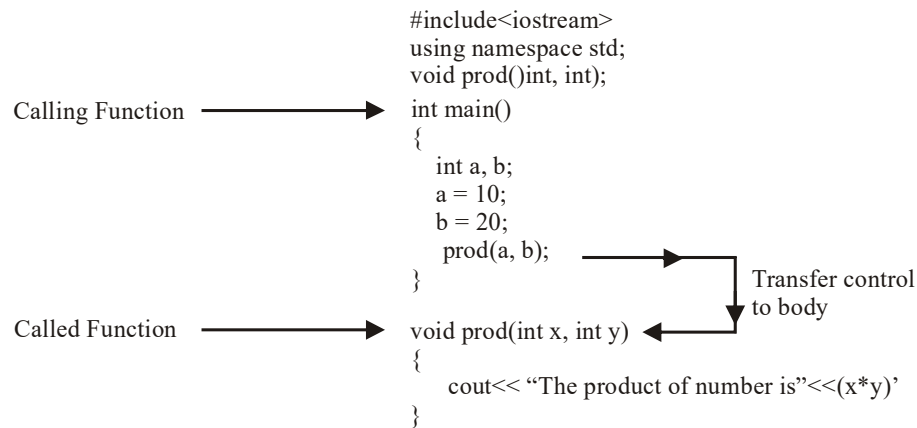 #include<iostream>
using namespace std;
void prod()int, int);
Calling Function
int main()
{
int a, b;
a = 10;
b = 20;
prod(a, b);
}
Transfer control
to body
Called Function
void prod(int x, int y)
{
cout<< “The product of number is”<<(x*y)’
}